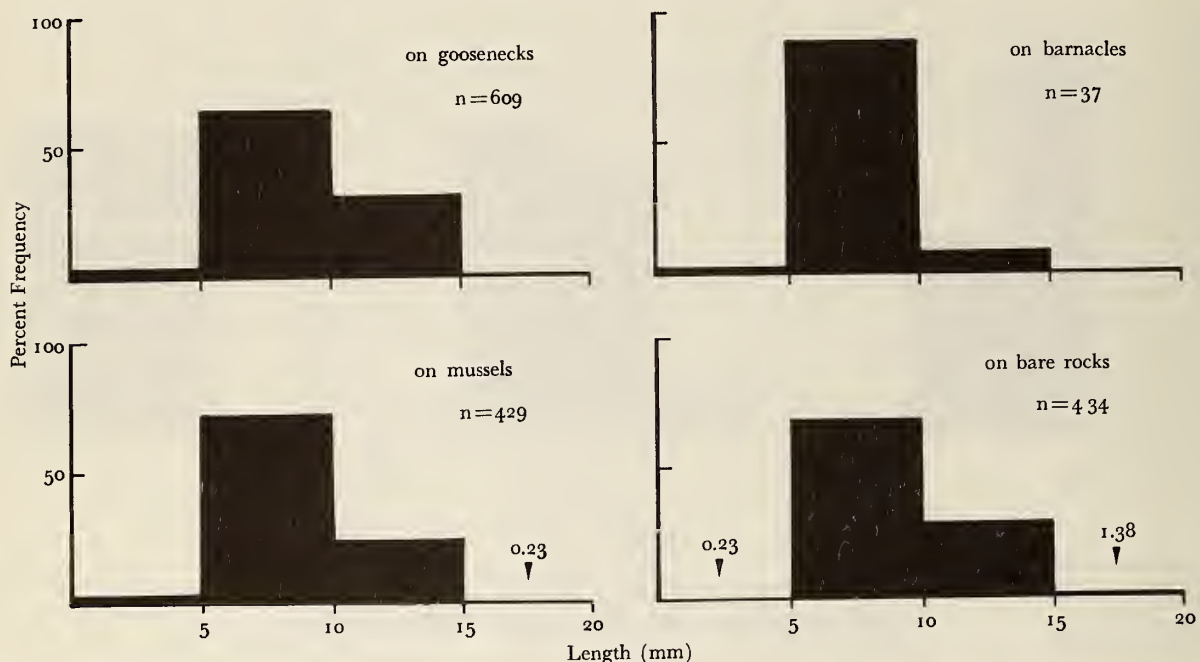 Percent Frequency
100
50
on goosenecks
n=609
on barnacles
n=37
100
50
on mussels
n=429
0.23
5
10
15
20
on bare rocks
n=434
0.23
1.38
5
10
15
20
Length (mm)